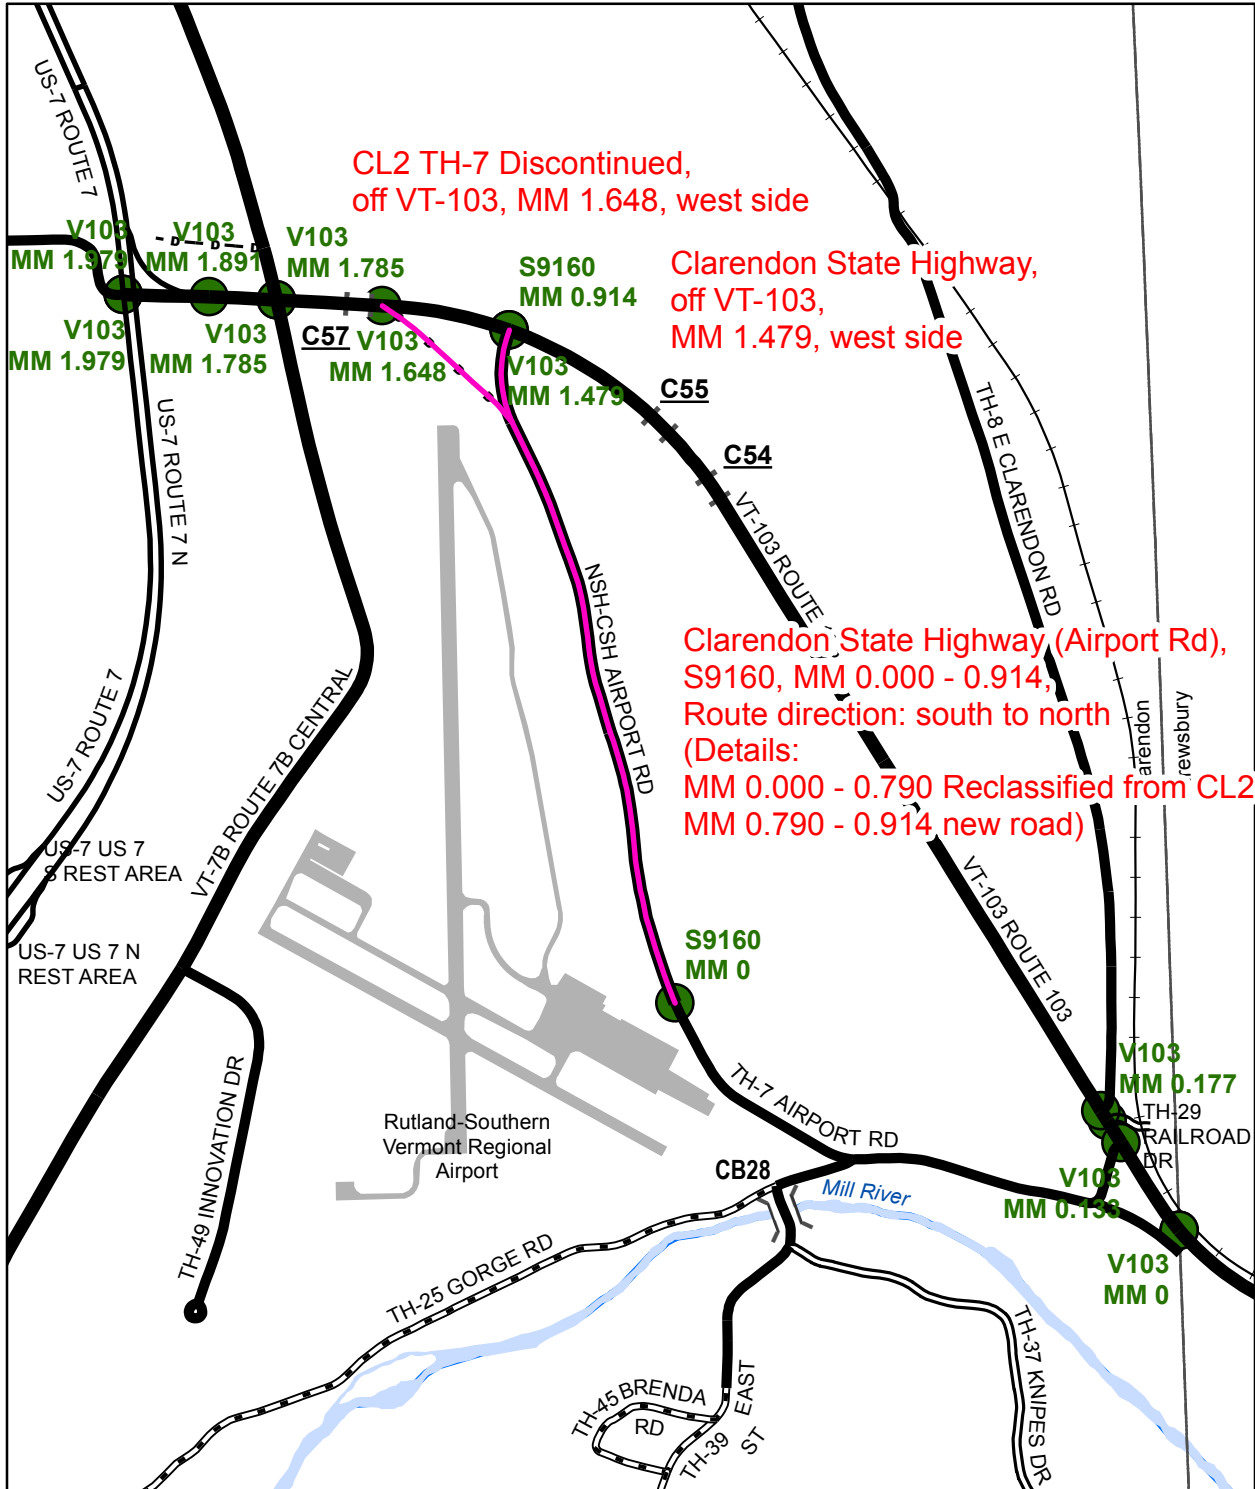 US-7 ROUTE 7
CL2 TH-7 Discontinued,
off VT-103, MM 1.648, west side
V103
MM 1.979
V103
MM 1.891
V103
MM 1.785
S9160
MM 0.914
Clarendon State Highway,
off VT-103,
MM 1.479, west side
V103
MM 1.979
V103
MM 1.785
C57
V103
MM 1.648
V103
MM 1.479
C55
C54
US-7 ROUTE 7 N
TH-8 E CLARENDON RD
VT-103 ROUTE
NSH-CSH AIRPORT RD
Clarendon State Highway (Airport Rd),
S9160, MM 0.000 - 0.914,
Route direction: south to north
(Details:
MM 0.000 - 0.790 Reclassified from CL2
MM 0.790 - 0.914 new road)
arendon
rewsbury
US-7 ROUTE 7
VT-7B ROUTE 7B CENTRAL
US-7 US 7
S REST AREA
US-7 US 7 N
REST AREA
VT-103 ROUTE 103
S9160
MM 0
V103
MM 0.177
TH-29
RAILROAD
DR
TH-7 AIRPORT RD
TH-49 INNOVATION DR
Rutland-Southern
Vermont Regional
Airport
CB28
Mill River
V103
MM 0.133
V103
MM 0
TH-25 GORGE RD
TH-37 KNIPES DR
TH-45 BRENDA
RD
TH-39
EAST
ST